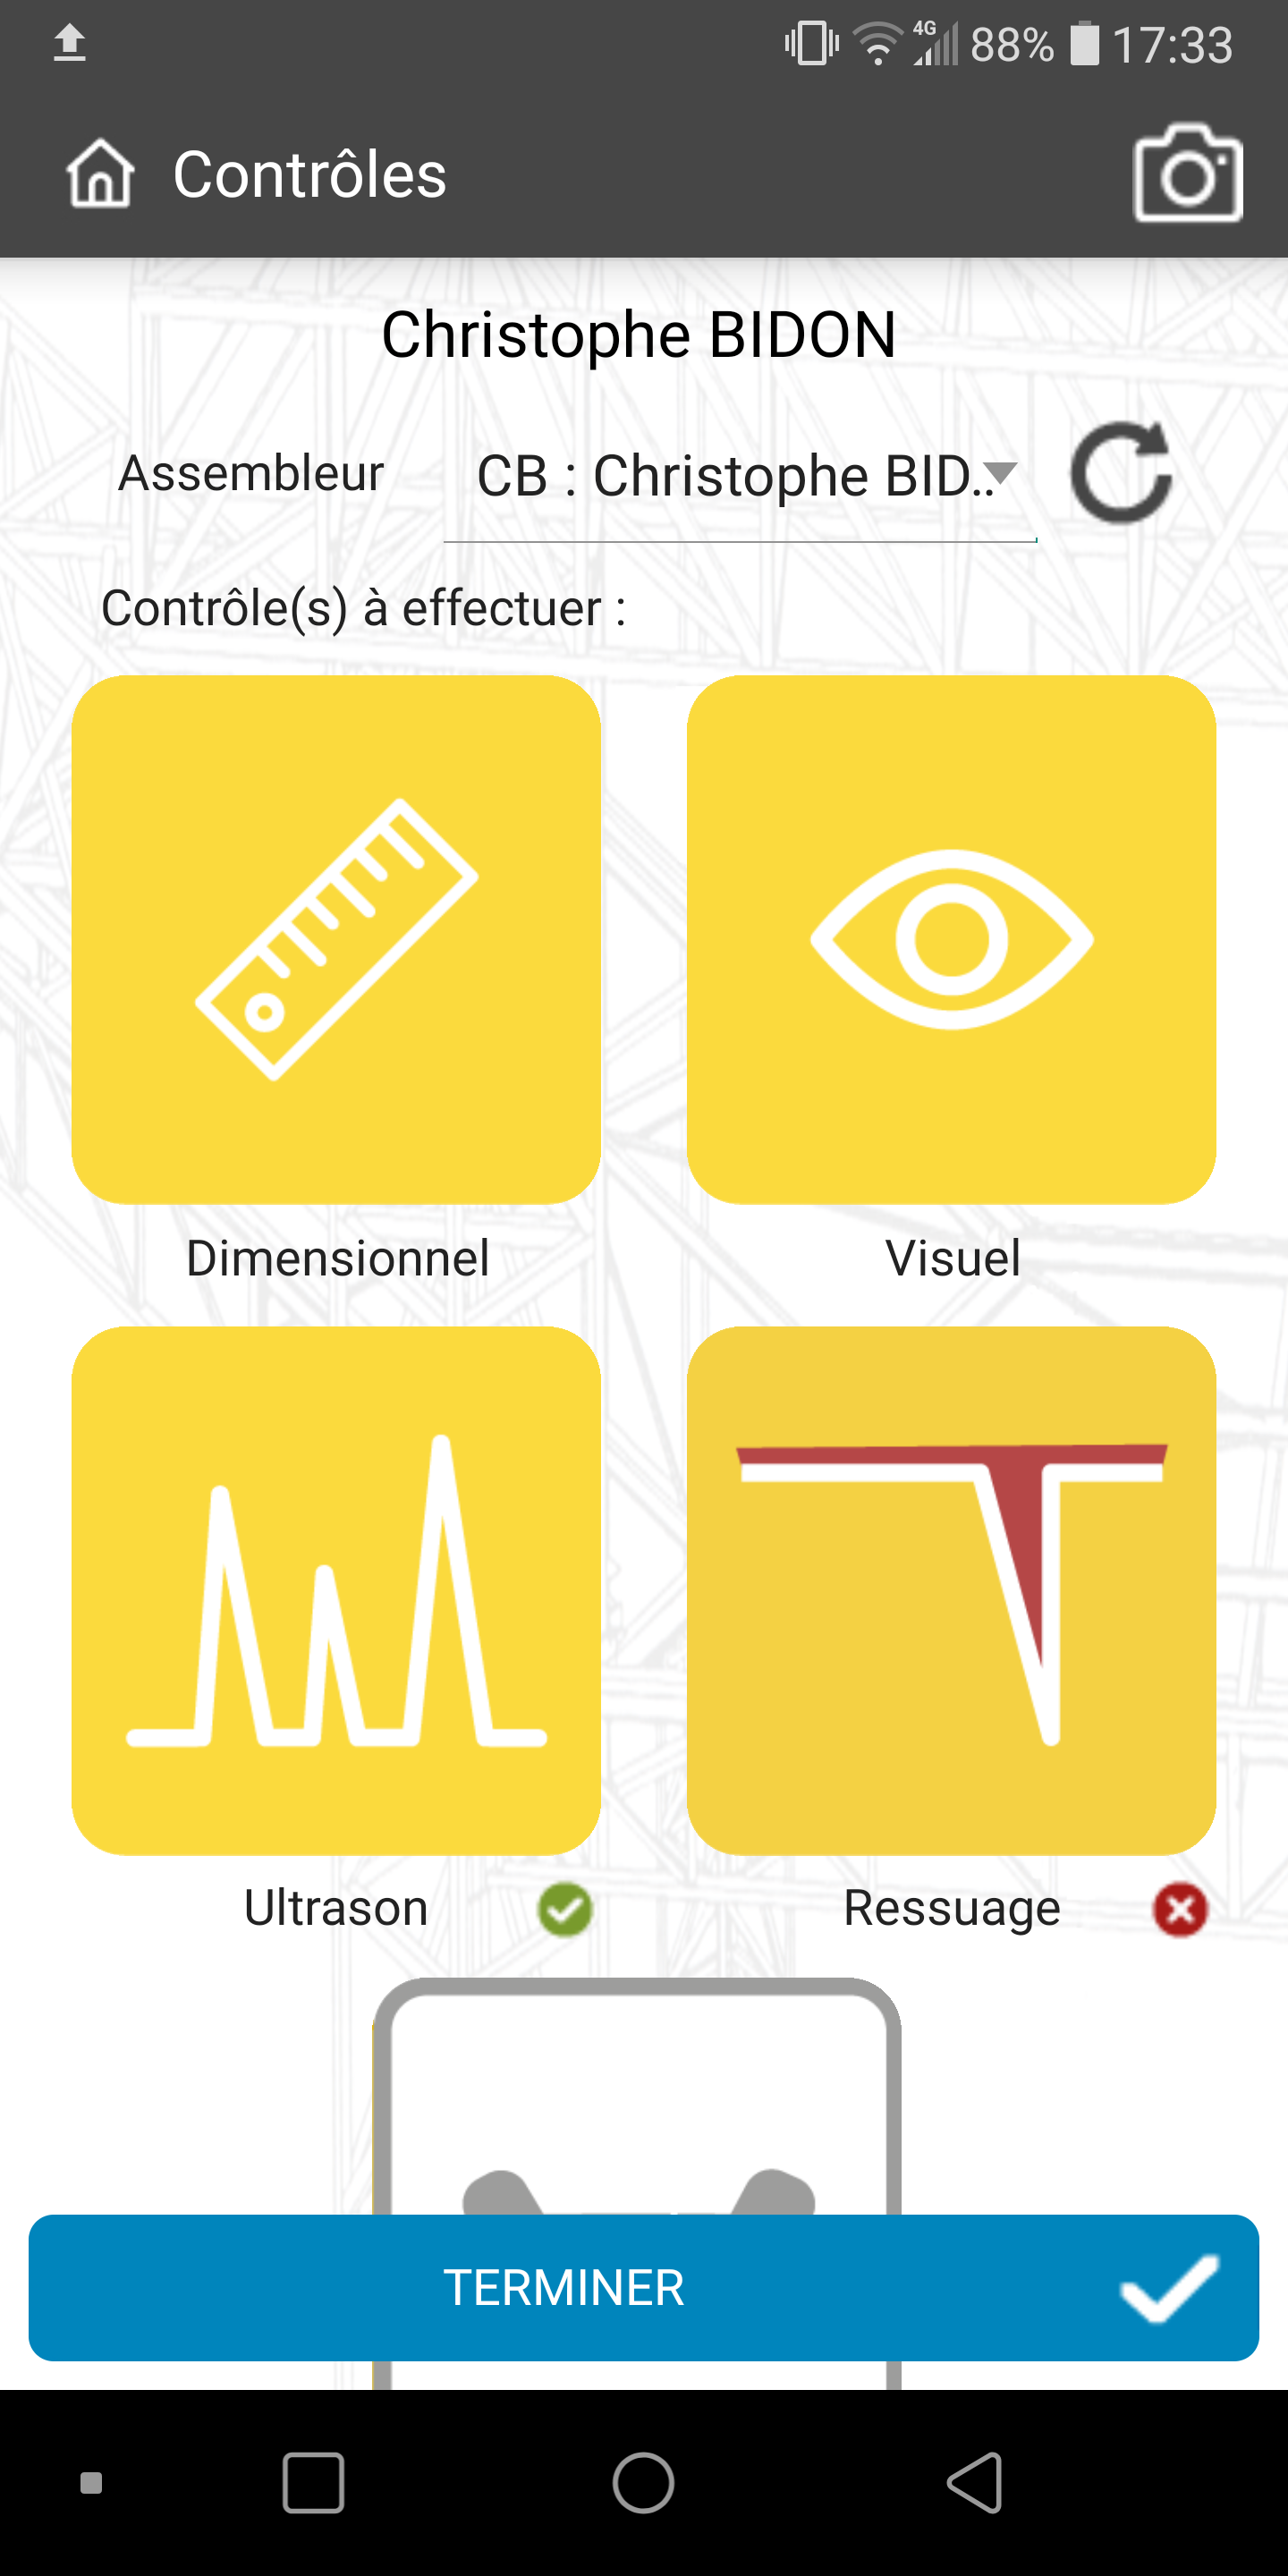 4G 88% 17:33
Contrôles
Christophe BIDON
Assembleur CB : Christophe BID..
Contrôle(s) à effectuer :
Dimensionnel Visuel
Ultrason Ressuage
TERMINER